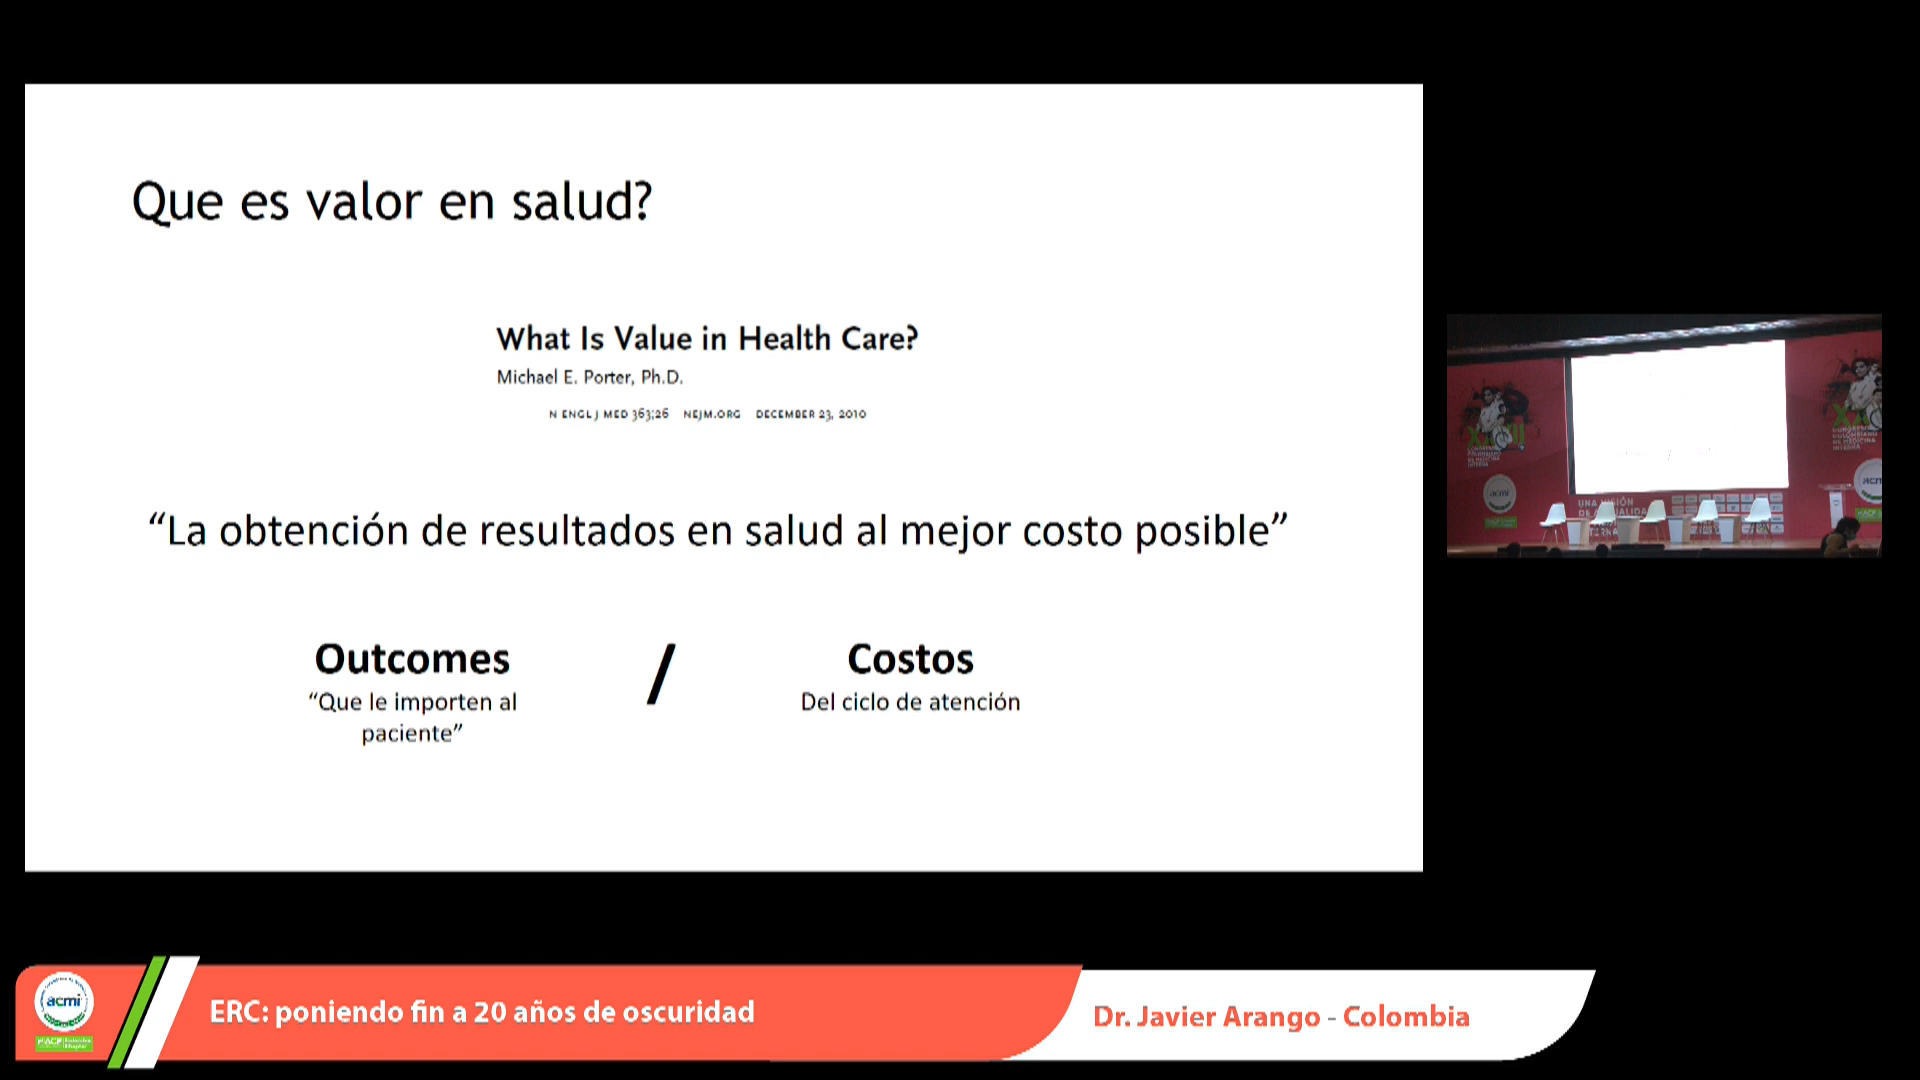 Que es valor en salud?
What Is Value in Health Care?
Michael E. Porter, Ph.D.
N ENGL J MED 363;26 NEJM.ORG DECEMBER 23, 2010
“La obtención de resultados en salud al mejor costo posible”
Outcomes / Costos
“Que le importen al
paciente”
Del ciclo de atención
acmi
ERC: poniendo fin a 20 años de oscuridad
Dr. Javier Arango - Colombia